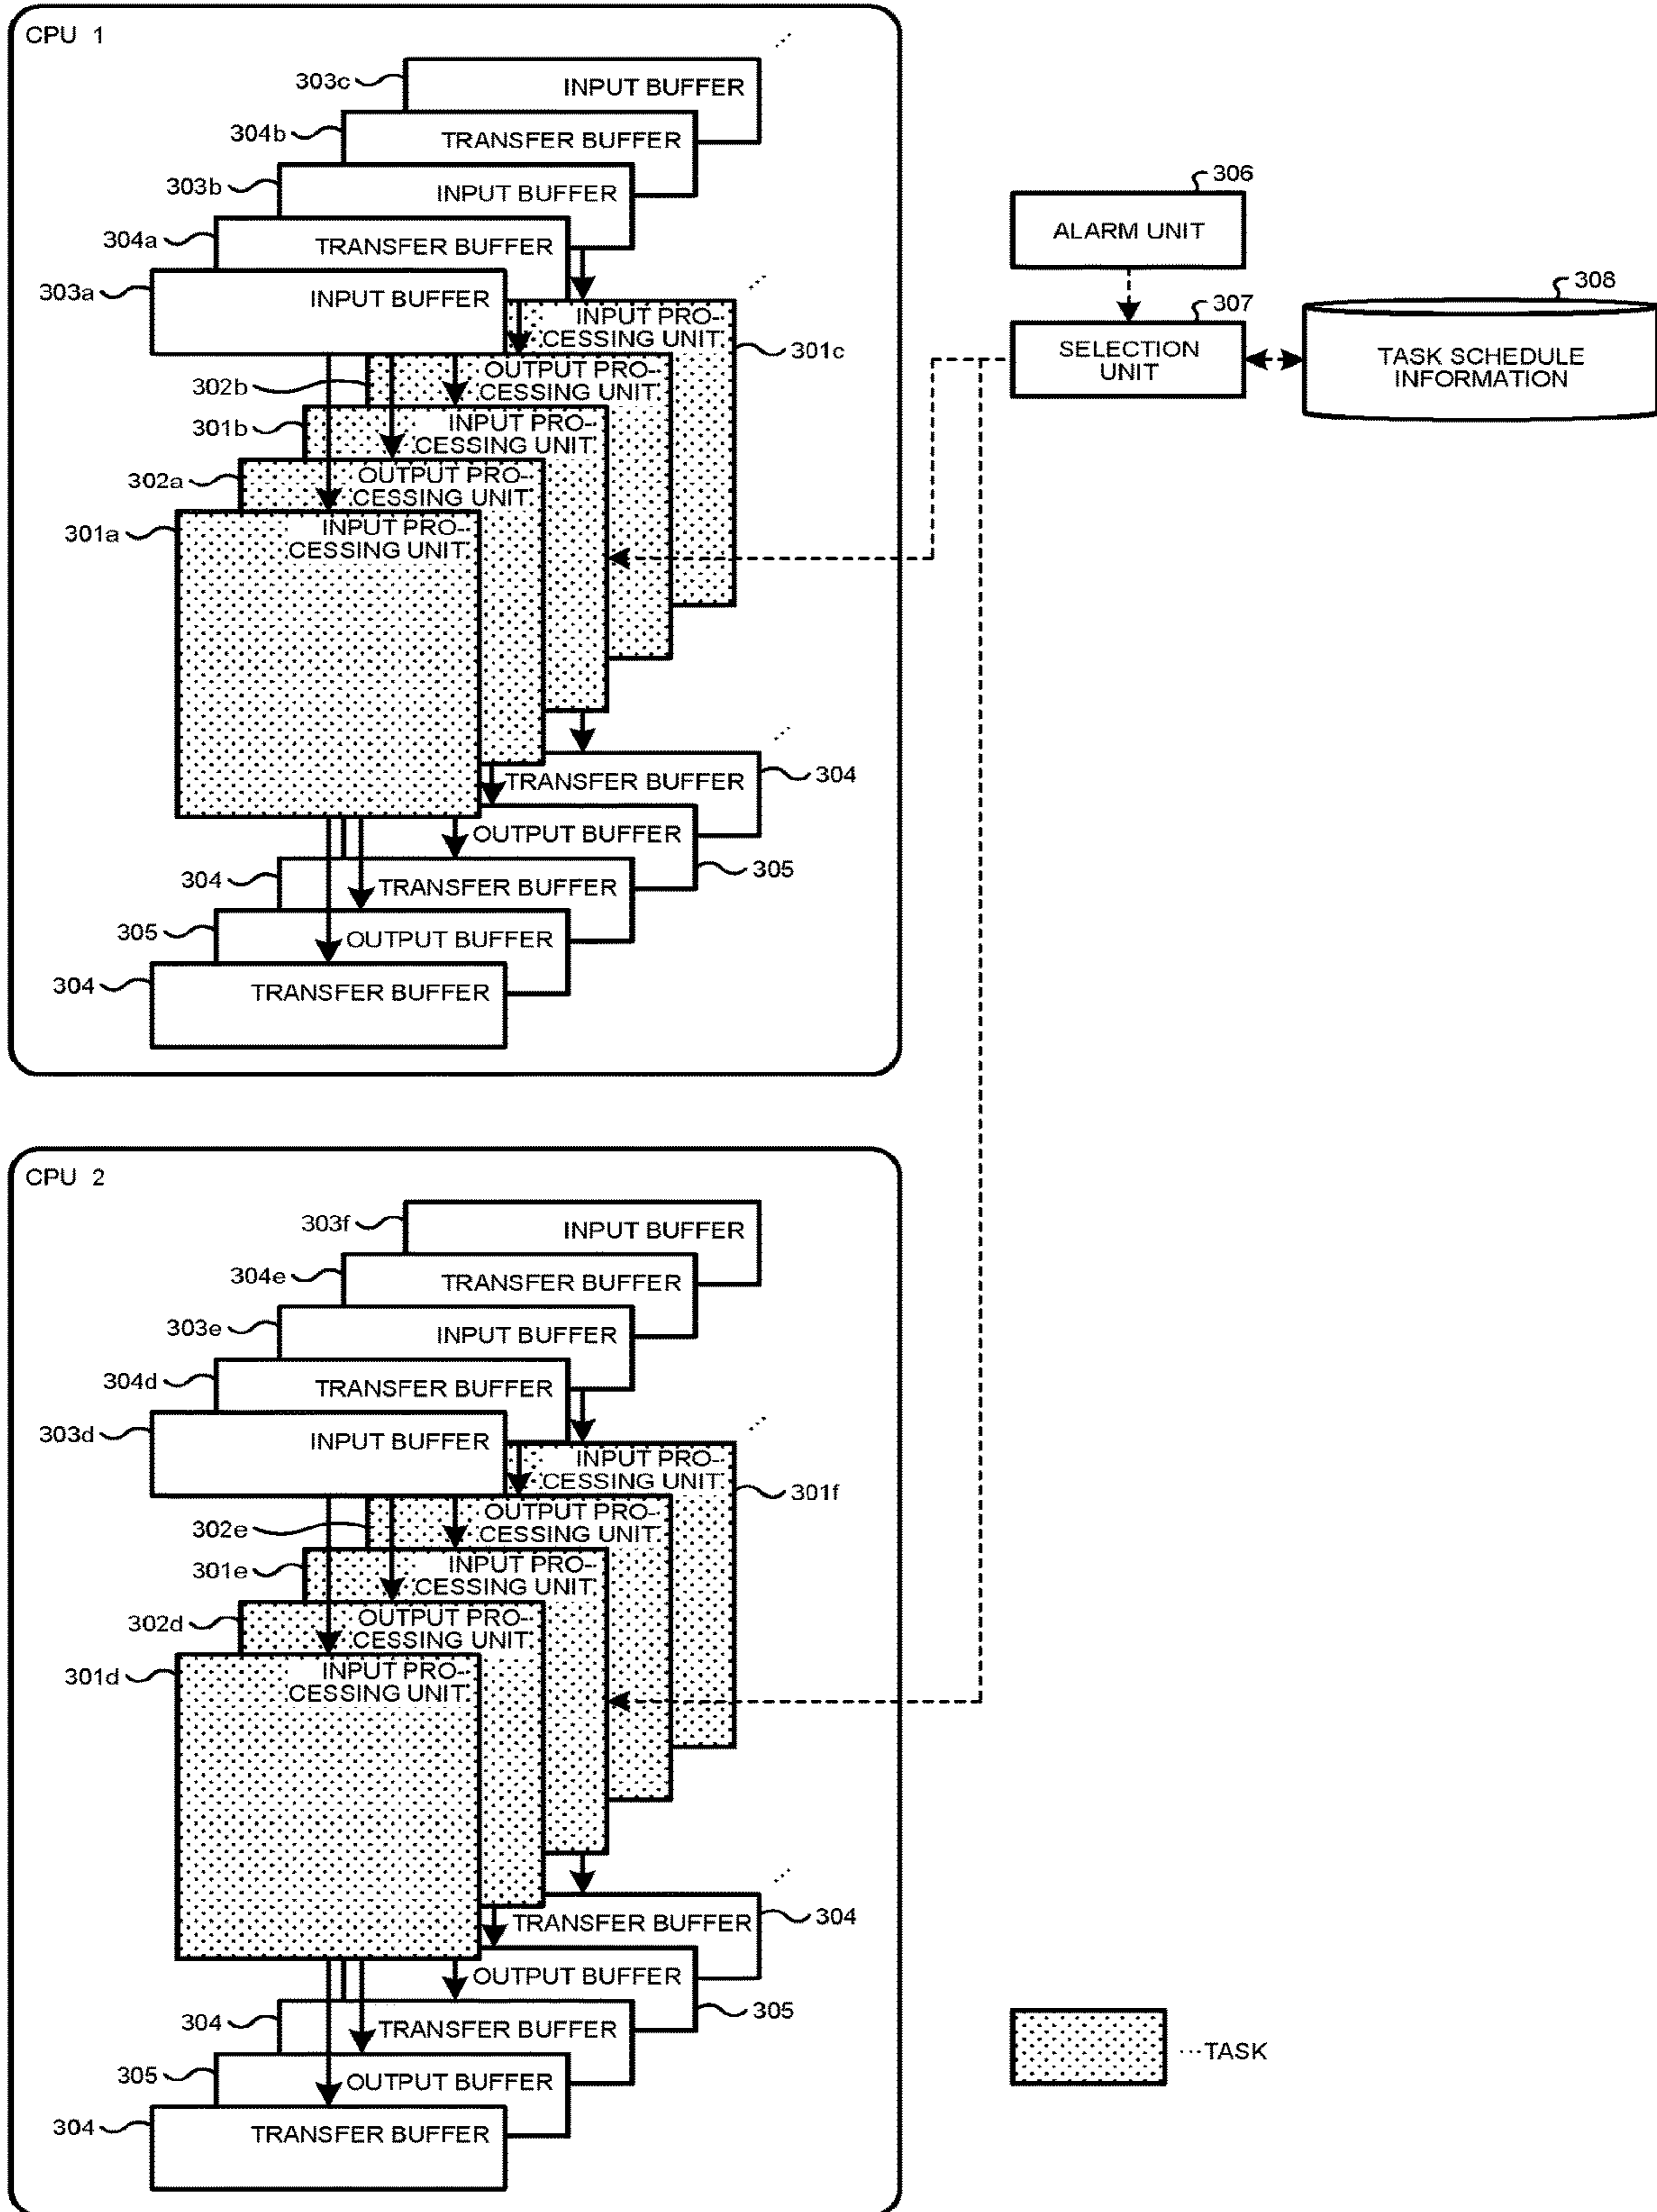 CPU 1
303c
INPUT BUFFER
304b
TRANSFER BUFFER
303b
INPUT BUFFER
304a
TRANSFER BUFFER
303a
INPUT BUFFER
INPUT PRO-
CESSING UNIT
301c
302b
OUTPUT PRO-
CESSING UNIT
301b
INPUT PRO-
CESSING UNIT
302a
OUTPUT PRO-
CESSING UNIT
301a
INPUT PRO-
CESSING UNIT
TRANSFER BUFFER
304
OUTPUT BUFFER
305
304
TRANSFER BUFFER
305
OUTPUT BUFFER
304
TRANSFER BUFFER
306
ALARM UNIT
307
SELECTION
UNIT
308
TASK SCHEDULE
INFORMATION
CPU 2
303f
INPUT BUFFER
304e
TRANSFER BUFFER
303e
INPUT BUFFER
304d
TRANSFER BUFFER
303d
INPUT BUFFER
INPUT PRO-
CESSING UNIT
301f
302e
OUTPUT PRO-
CESSING UNIT
301e
INPUT PRO-
CESSING UNIT
302d
OUTPUT PRO-
CESSING UNIT
301d
INPUT PRO-
CESSING UNIT
TRANSFER BUFFER
304
OUTPUT BUFFER
305
304
TRANSFER BUFFER
305
OUTPUT BUFFER
304
TRANSFER BUFFER
···TASK